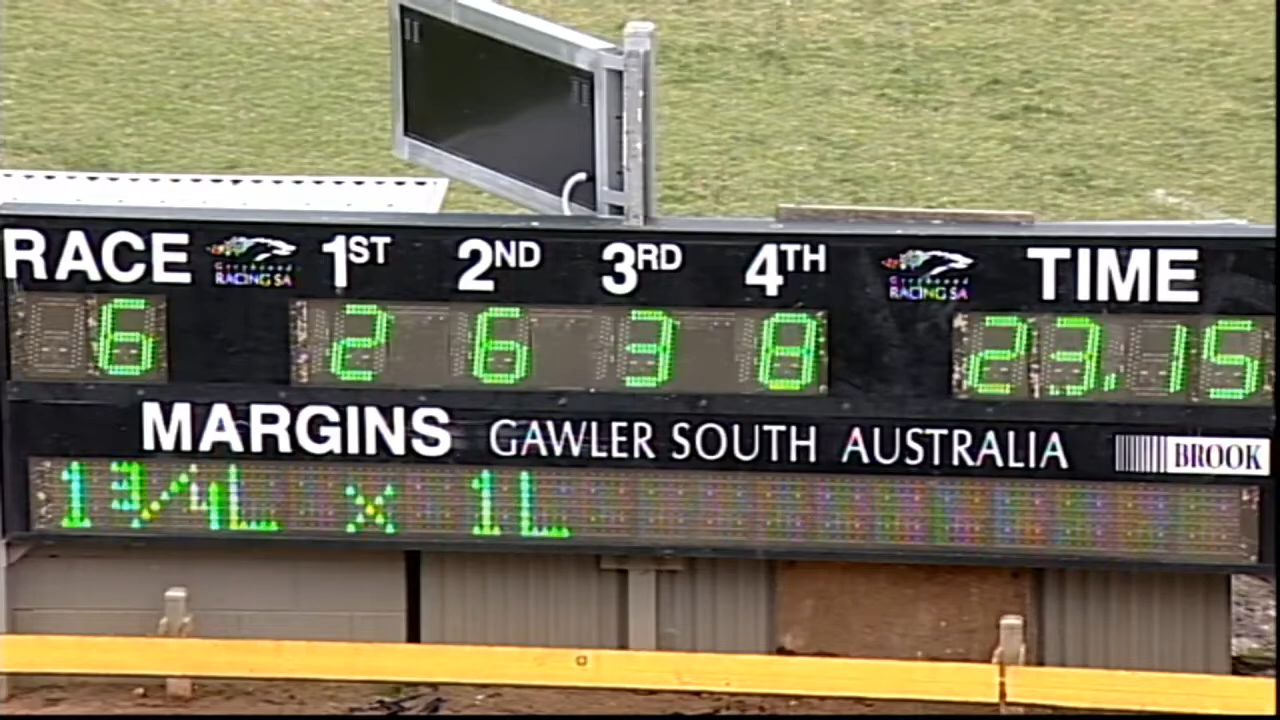 RACE Greyhound RACING SA 1ST 2ND 3RD 4TH Greyhound RACING SA TIME
6 2 6 3 8 23.15
MARGINS GAWLER SOUTH AUSTRALIA BROOK
1 3/4L x 1L